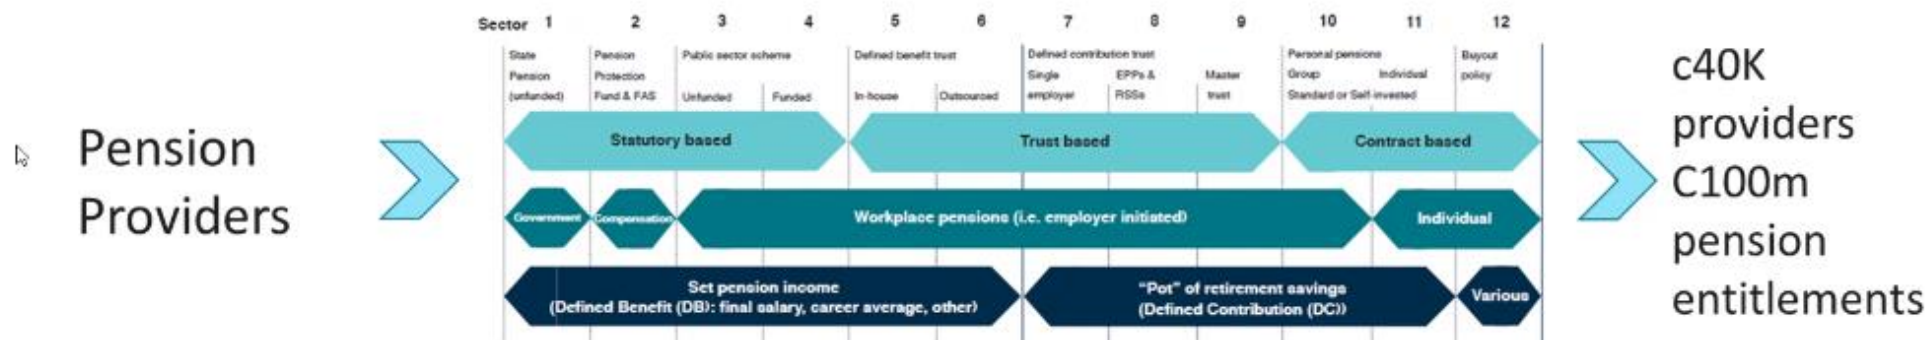 Pension
Providers
Sector 1 2 3 4 5 6 7 8 9 10 11 12
State
Pension
(unfunded)
Pension
Protection
Fund & FAS
Public sector scheme
Unfunded
Funded
Defined benefit trust
In-house
Outsourced
Defined contribution trust
Single
employer
EPPs &
RSSs
Master
trust
Personal pensions
Group Individual
Standard or Self-invested
Buyout
policy
Statutory based
Trust based
Contract based
Government
Compensation
Workplace pensions (i.e. employer initiated)
Individual
Set pension income
(Defined Benefit (DB): final salary, career average, other)
“Pot” of retirement savings
(Defined Contribution (DC))
Various
c40K
providers
C100m
pension
entitlements